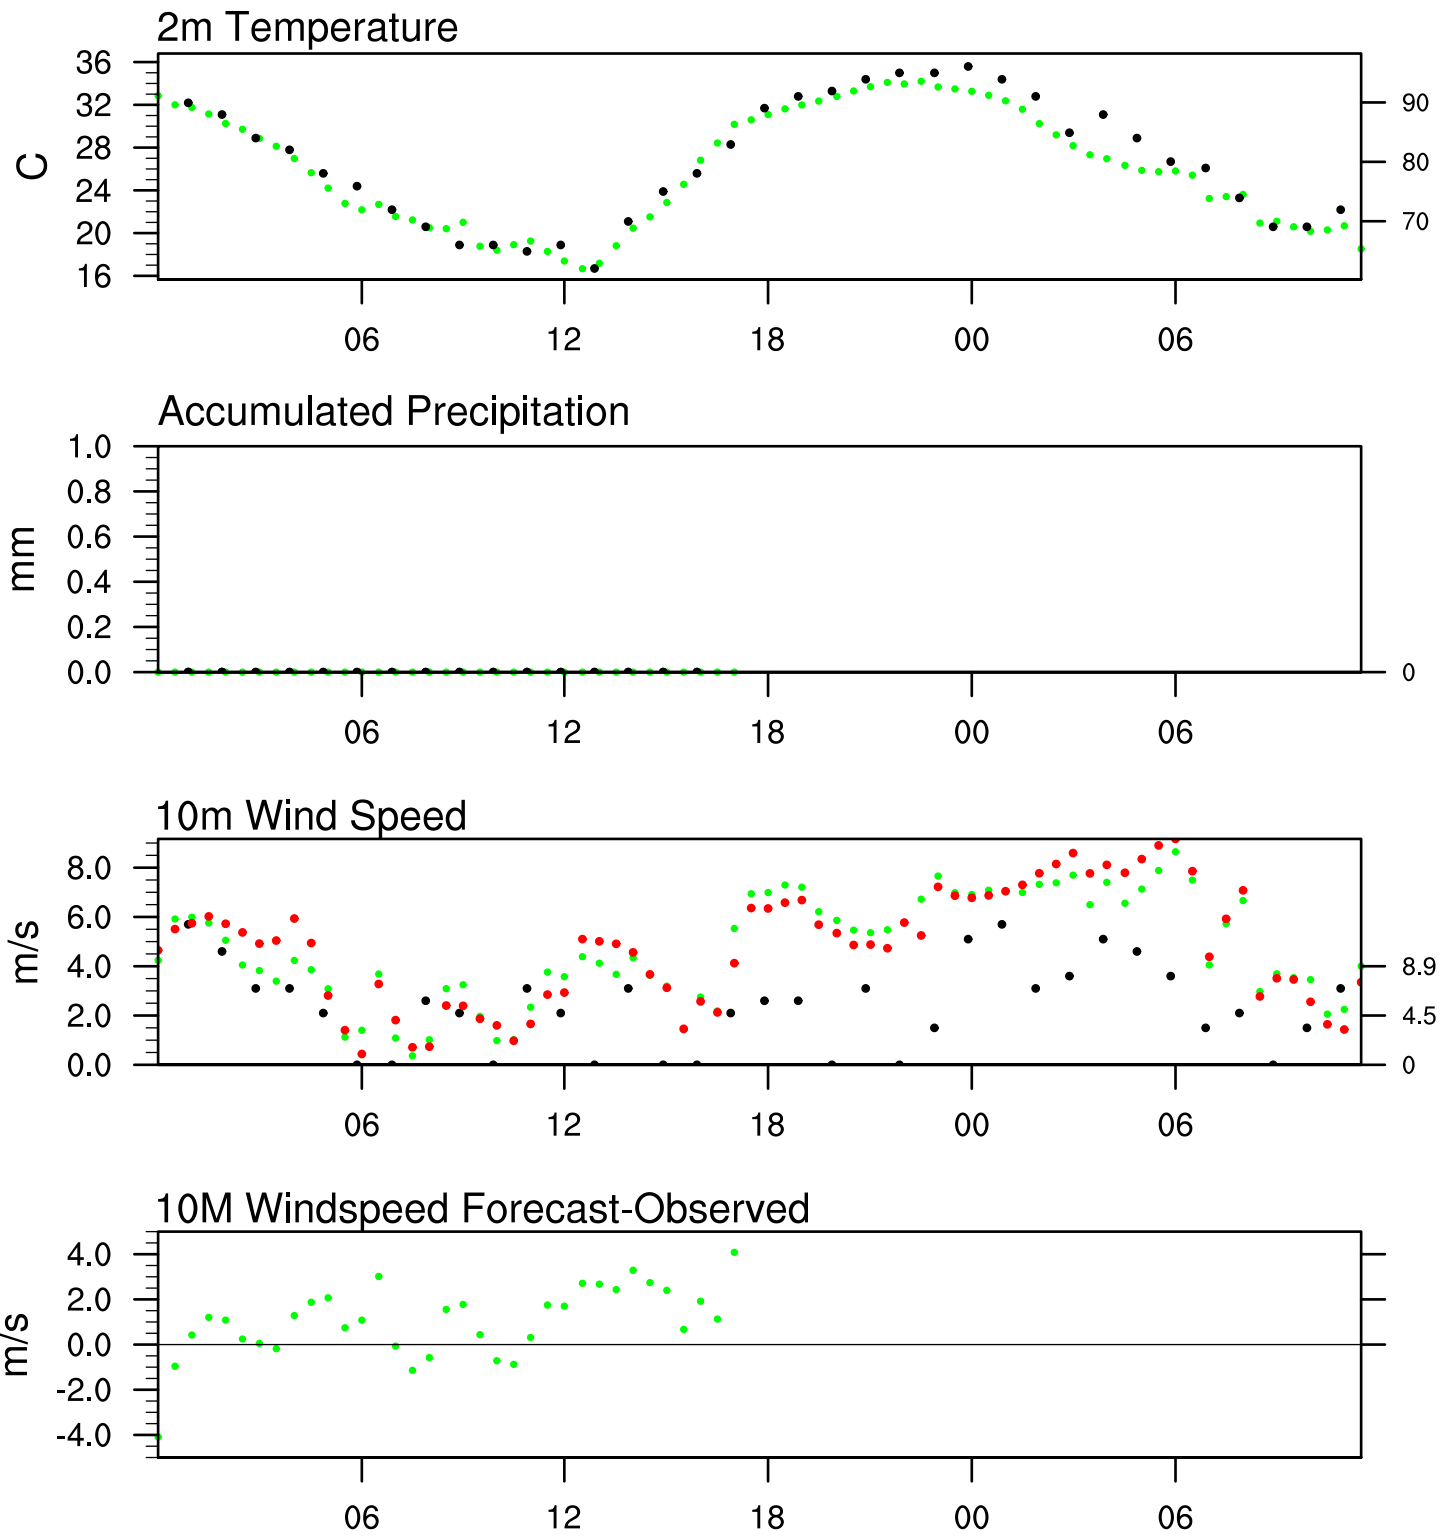 2m Temperature
36
32
28
24
20
16
C
90
80
70
06 12 18 00 06
Accumulated Precipitation
1.0
0.8
0.6
0.4
0.2
0.0
mm
0
06 12 18 00 06
10m Wind Speed
8.0
6.0
4.0
2.0
0.0
m/s
8.9
4.5
0
06 12 18 00 06
10M Windspeed Forecast-Observed
4.0
2.0
0.0
-2.0
-4.0
m/s
06 12 18 00 06